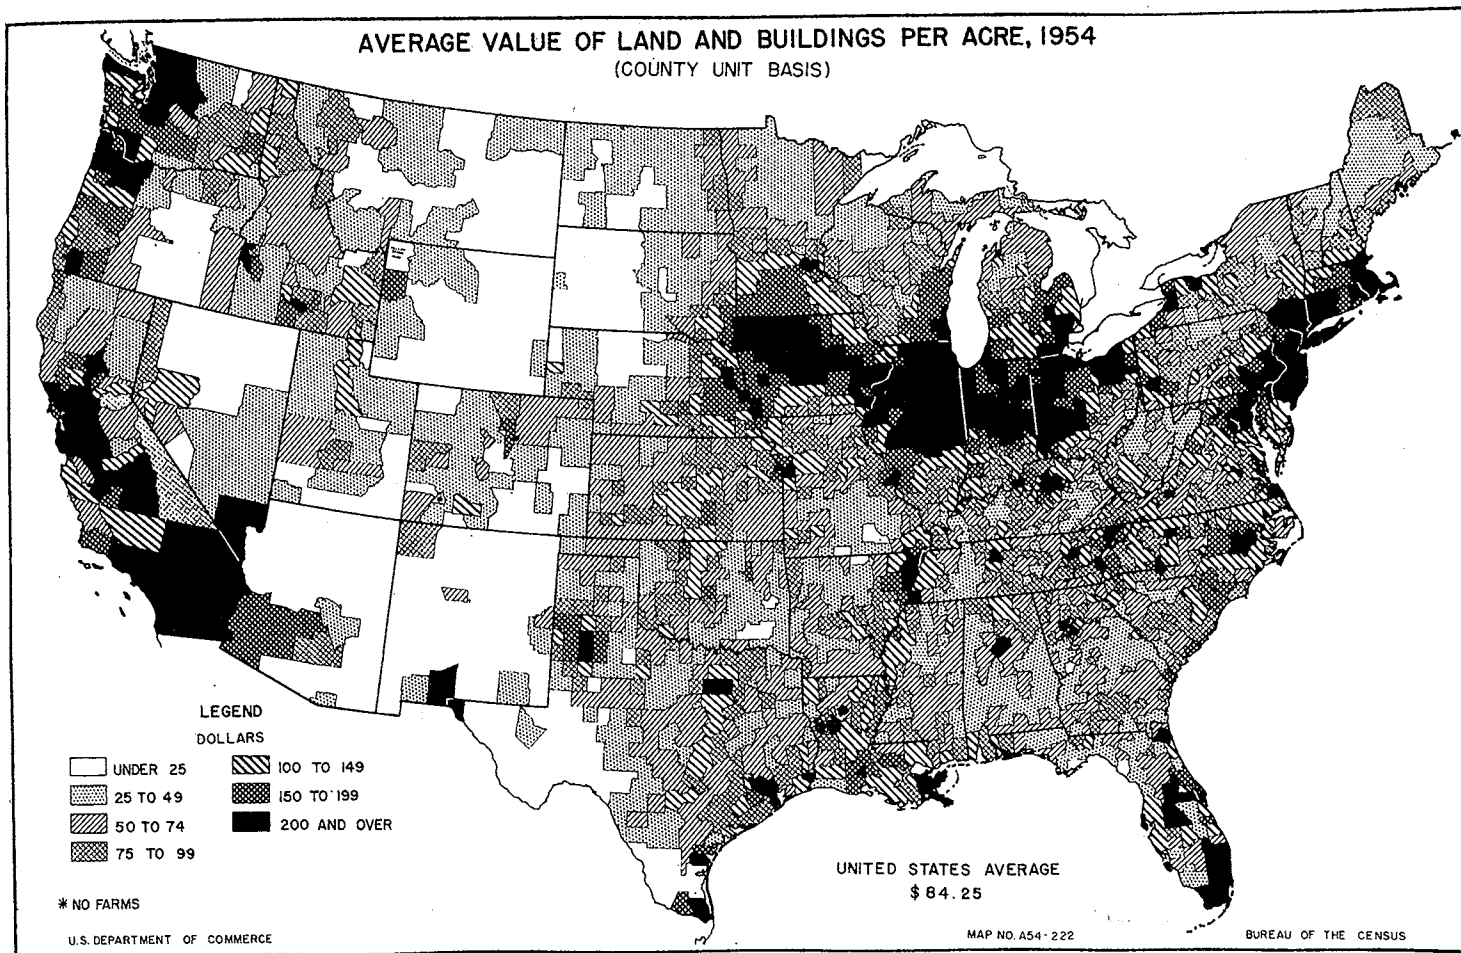 AVERAGE VALUE OF LAND AND BUILDINGS PER ACRE, 1954
(COUNTY UNIT BASIS)
LEGEND
DOLLARS
UNDER 25
25 TO 49
50 TO 74
75 TO 99
100 TO 149
150 TO 199
200 AND OVER
* NO FARMS
U.S. DEPARTMENT OF COMMERCE
UNITED STATES AVERAGE
$84.25
MAP NO. A54-222
BUREAU OF THE CENSUS